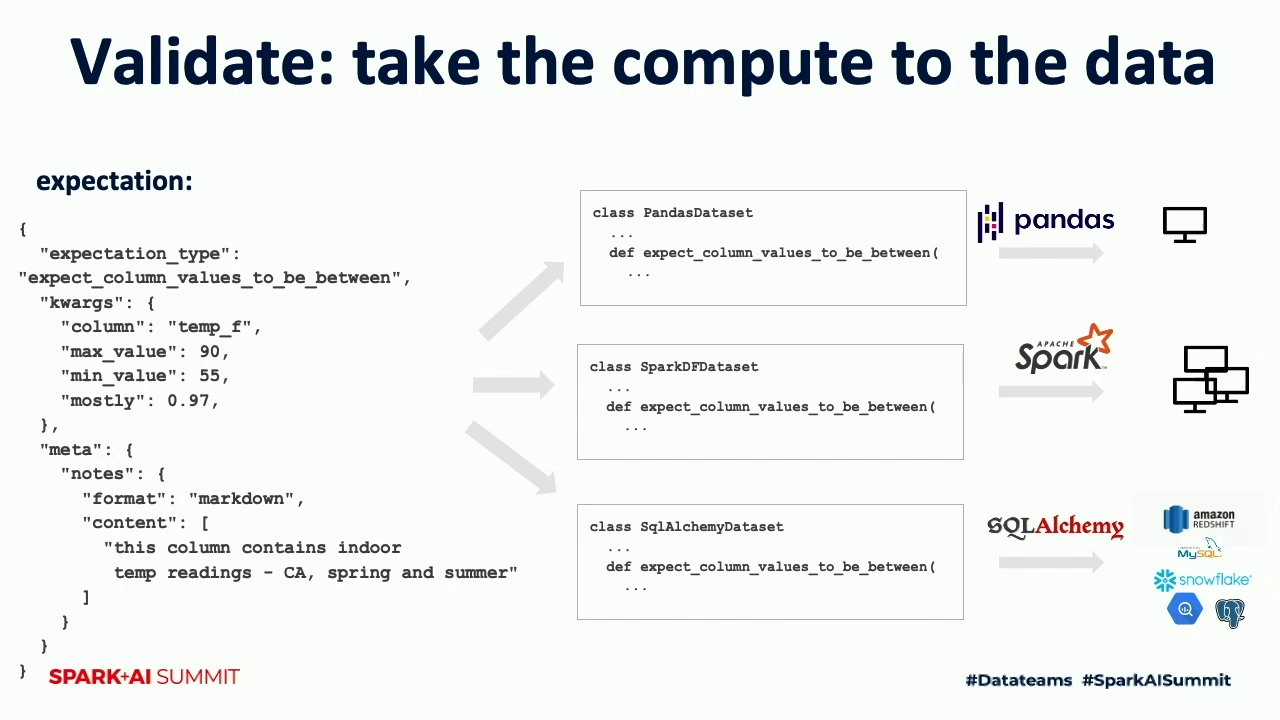 Validate: take the compute to the data
expectation:
{
"expectation_type":
"expect_column_values_to_be_between",
"kwargs": {
"column": "temp_f",
"max_value": 90,
"min_value": 55,
"mostly": 0.97,
},
"meta": {
"notes": {
"format": "markdown",
"content": [
"this column contains indoor
temp readings - CA, spring and summer"
]
}
}
}
class PandasDataset
...
def expect_column_values_to_be_between(
...
pandas
class SparkDFDataset
...
def expect_column_values_to_be_between(
...
APACHE
Spark
class SqlAlchemyDataset
...
def expect_column_values_to_be_between(
...
SQLAlchemy
amazon
REDSHIFT
MySQL
snowflake
SPARK+AI SUMMIT
#Datateams #SparkAISummit